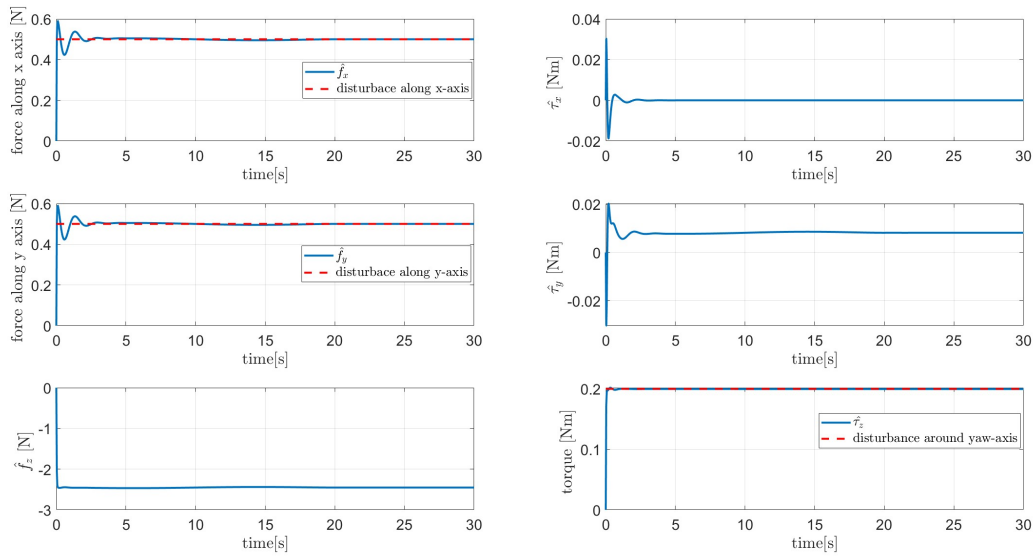 force along x axis [N]
0.6
0.4
0.2
0
f̂x
disturbace along x-axis
0 5 10 15 20 25 30
time[s]
τ̂x [Nm]
0.04
0.02
0
-0.02
0 5 10 15 20 25 30
time[s]
force along y axis [N]
0.6
0.4
0.2
0
f̂y
disturbace along y-axis
0 5 10 15 20 25 30
time[s]
τ̂y [Nm]
0.02
0
-0.02
0 5 10 15 20 25 30
time[s]
f̂z [N]
0
-1
-2
-3
0 5 10 15 20 25 30
time[s]
torque [Nm]
0.2
0.1
0
τ̂z
disturbance around yaw-axis
0 5 10 15 20 25 30
time[s]